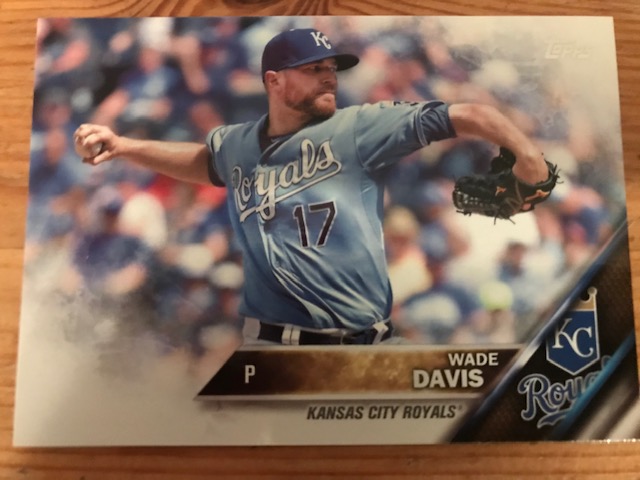 KC
Topps
Royals
17
WADE
P
DAVIS
KANSAS CITY ROYALS
KC
Royals